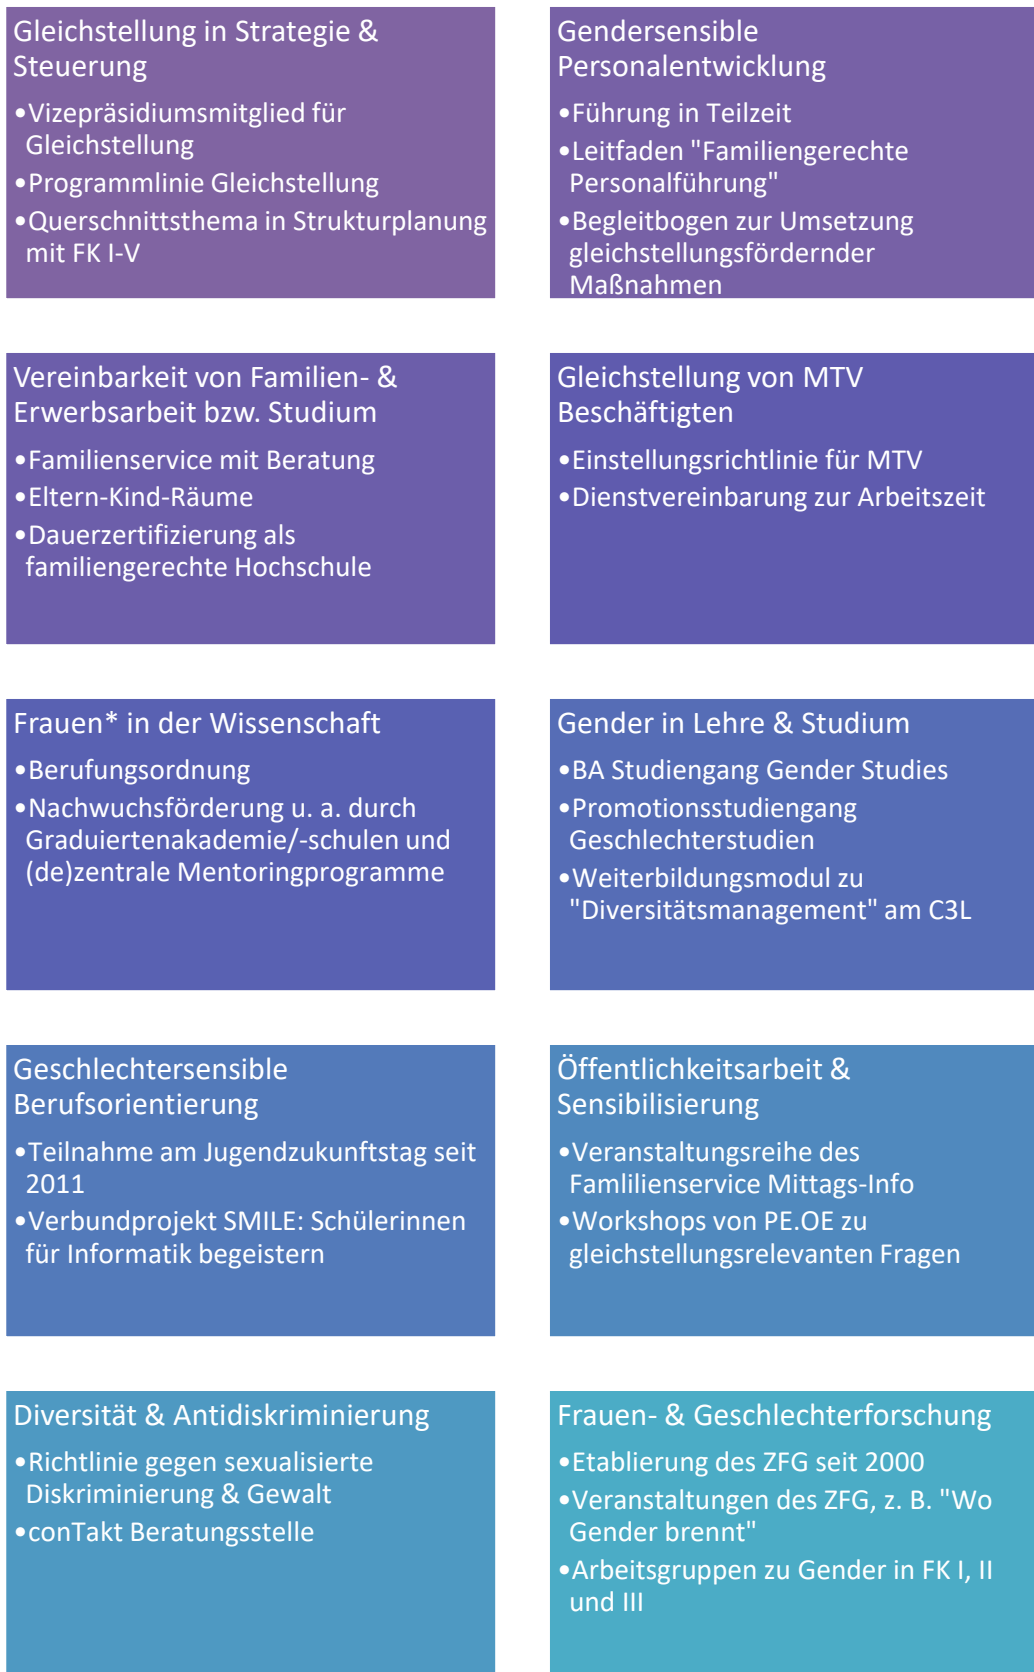 Gleichstellung in Strategie &
Steuerung
•Vizepräsidiumsmitglied für
Gleichstellung
•Programmlinie Gleichstellung
•Querschnittsthema in Strukturplanung
mit FK I-V
Gendersensible
Personalentwicklung
•Führung in Teilzeit
•Leitfaden "Familiengerechte
Personalführung"
•Begleitbogen zur Umsetzung
gleichstellungsfördernder
Maßnahmen
Vereinbarkeit von Familien- &
Erwerbsarbeit bzw. Studium
•Familienservice mit Beratung
•Eltern-Kind-Räume
•Dauerzertifizierung als
familiengerechte Hochschule
Gleichstellung von MTV
Beschäftigten
•Einstellungsrichtlinie für MTV
•Dienstvereinbarung zur Arbeitszeit
Frauen* in der Wissenschaft
•Berufungsordnung
•Nachwuchsförderung u. a. durch
Graduiertenakademie/-schulen und
(de)zentrale Mentoringprogramme
Gender in Lehre & Studium
•BA Studiengang Gender Studies
•Promotionsstudiengang
Geschlechterstudien
•Weiterbildungsmodul zu
"Diversitätsmanagement" am C3L
Geschlechtersensible
Berufsorientierung
•Teilnahme am Jugendzukunftstag seit
2011
•Verbundprojekt SMILE: Schülerinnen
für Informatik begeistern
Öffentlichkeitsarbeit &
Sensibilisierung
•Veranstaltungsreihe des
Famlilienservice Mittags-Info
•Workshops von PE.OE zu
gleichstellungsrelevanten Fragen
Diversität & Antidiskriminierung
•Richtlinie gegen sexualisierte
Diskriminierung & Gewalt
•conTakt Beratungsstelle
Frauen- & Geschlechterforschung
•Etablierung des ZFG seit 2000
•Veranstaltungen des ZFG, z. B. "Wo
Gender brennt"
•Arbeitsgruppen zu Gender in FK I, II
und III